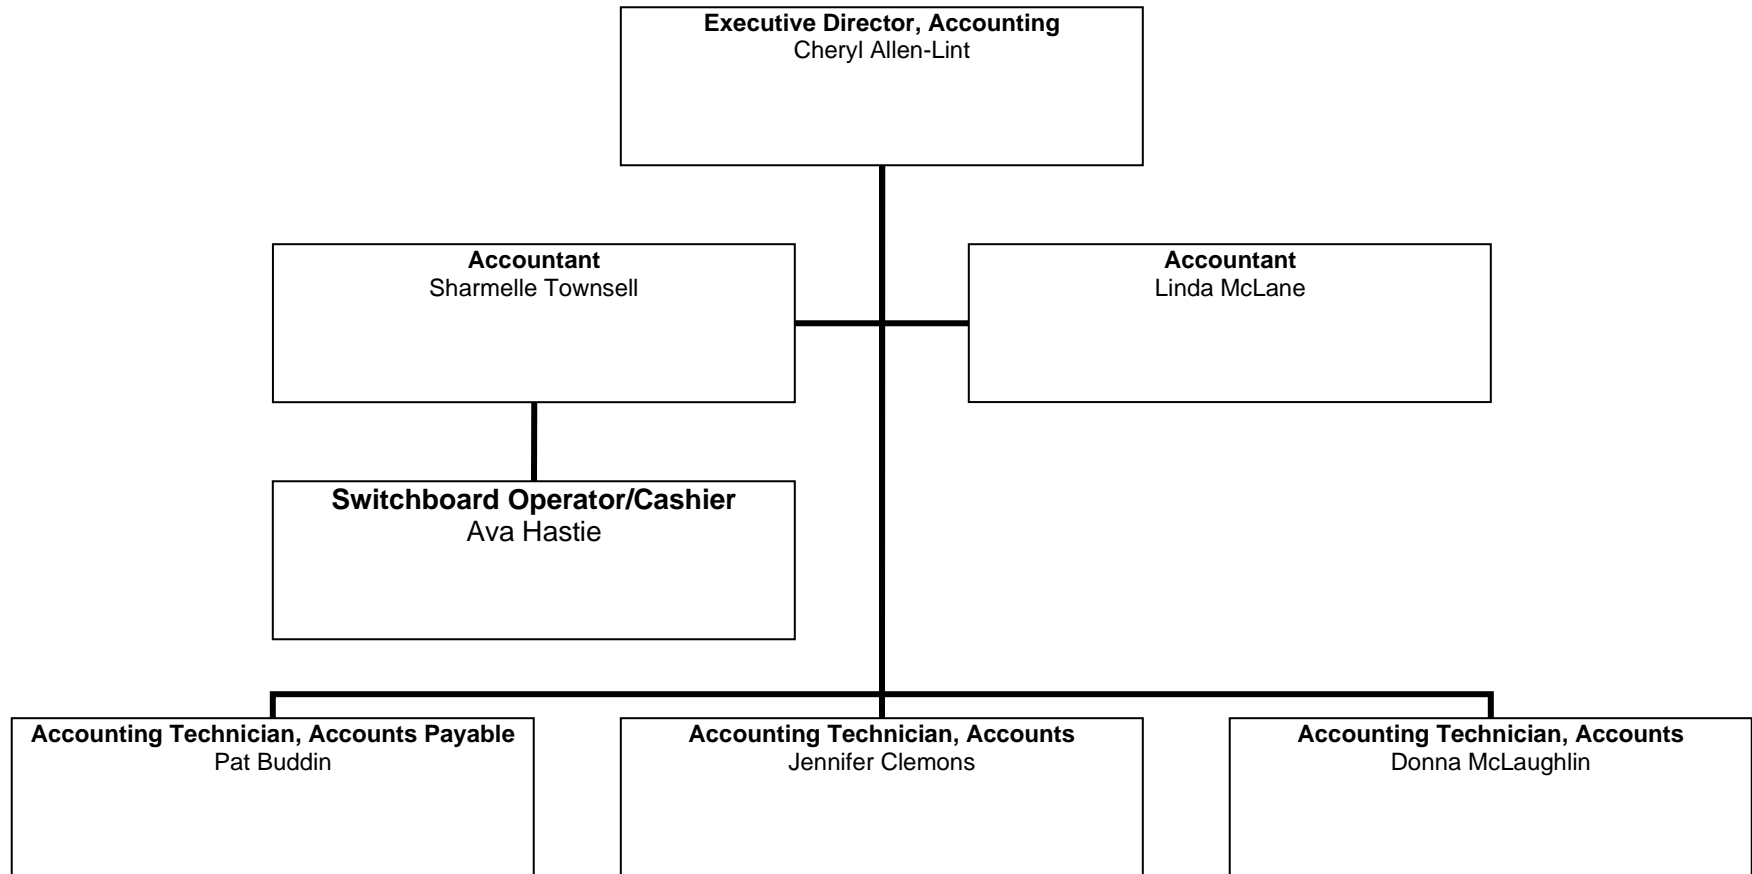 Executive Director, Accounting
Cheryl Allen-Lint
Accountant
Sharmelle Townsell
Accountant
Linda McLane
Switchboard Operator/Cashier
Ava Hastie
Accounting Technician, Accounts Payable
Pat Buddin
Accounting Technician, Accounts
Jennifer Clemons
Accounting Technician, Accounts
Donna McLaughlin